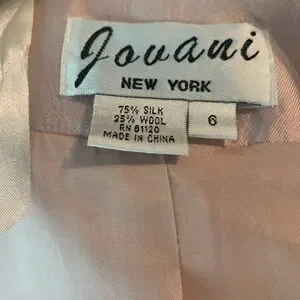 Jovani
NEW YORK
75% SILK
25% WOOL
RN 81120
MADE IN CHINA
6